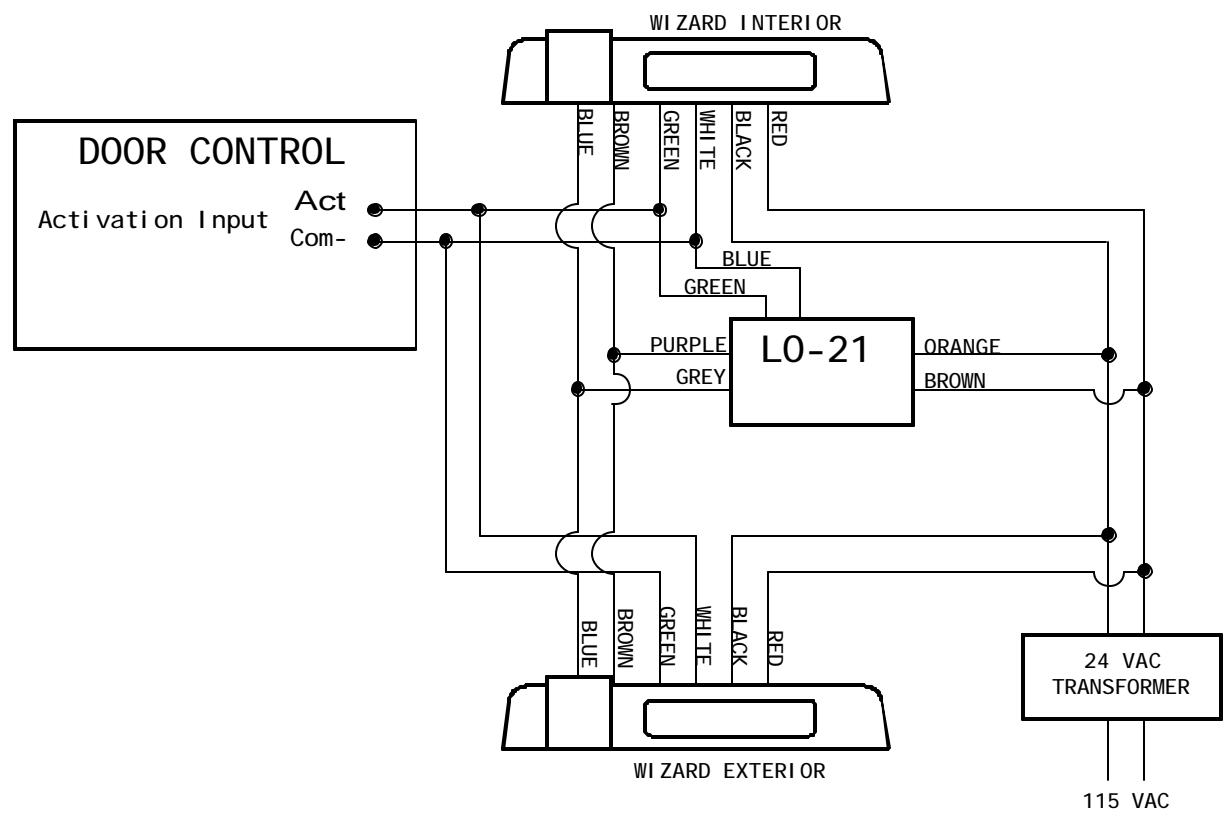 WIZARD INTERIOR
BLUE
BROWN
GREEN
WHITE
BLACK
RED
DOOR CONTROL
Activation Input
Act
Com-
BLUE
GREEN
PURPLE
GREY
LO-21
ORANGE
BROWN
BLUE
BROWN
GREEN
WHITE
BLACK
RED
24 VAC
TRANSFORMER
WIZARD EXTERIOR
115 VAC